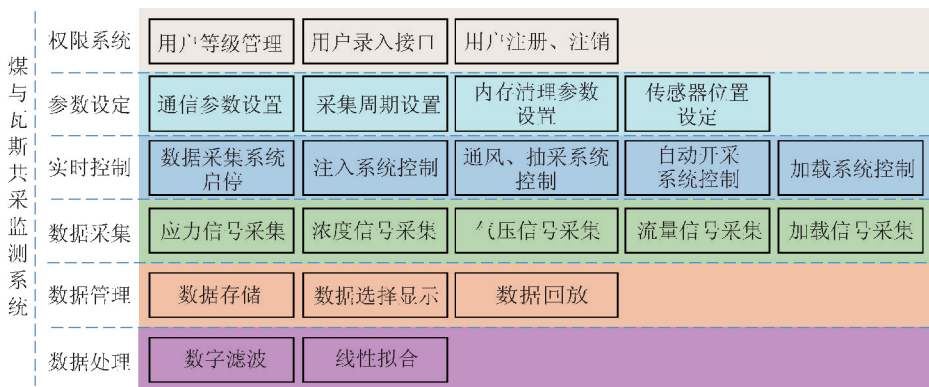 煤与瓦斯共采监测系统
权限系统
用户等级管理
用户录入接口
用户注册、注销
参数设定
通信参数设置
采集周期设置
内存清理参数
设置
传感器位置
设定
实时控制
数据采集系统
启停
注入系统控制
通风、抽采系统
控制
自动开采
系统控制
加载系统控制
数据采集
应力信号采集
浓度信号采集
气压信号采集
流量信号采集
加载信号采集
数据管理
数据存储
数据选择显示
数据回放
数据处理
数字滤波
线性拟合